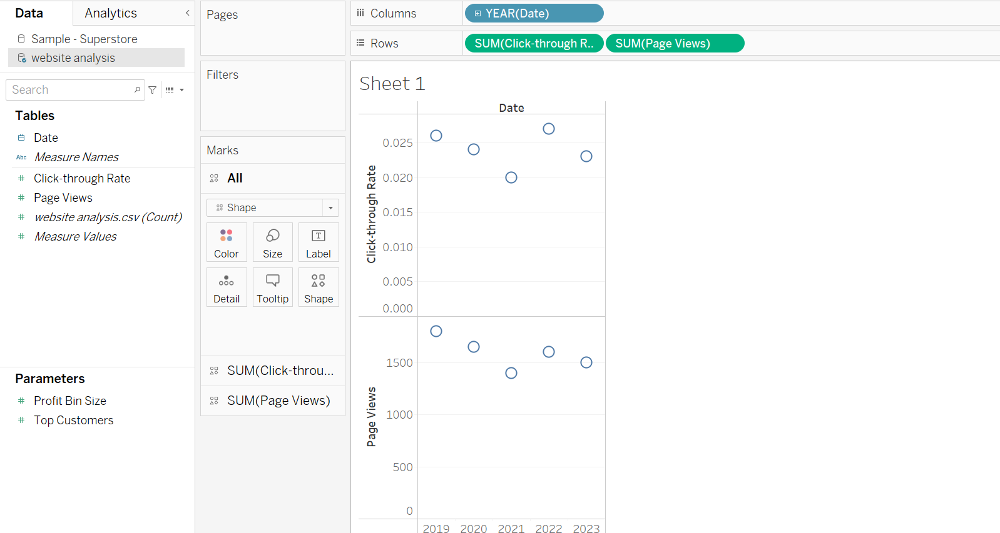 Data
Analytics
Sample - Superstore
website analysis
Search
Tables
Date
Abc Measure Names
Click-through Rate
Page Views
website analysis.csv (Count)
Measure Values
Parameters
Profit Bin Size
Top Customers
Pages
Filters
Marks
All
Shape
Color Size Label
Detail Tooltip Shape
SUM(Click-throu...
SUM(Page Views)
Columns YEAR(Date)
Rows SUM(Click-through R.. SUM(Page Views)
Sheet 1
Date
Click-through Rate
0.025
0.020
0.015
0.010
0.005
0.000
Page Views
1500
1000
500
0
2019 2020 2021 2022 2023